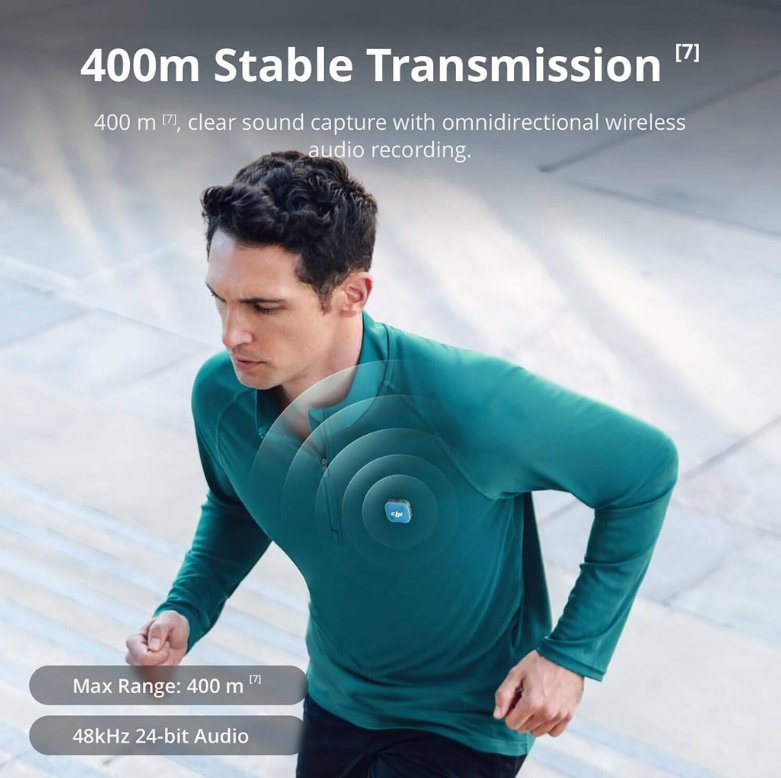 400m Stable Transmission [7]
400 m [7], clear sound capture with omnidirectional wireless
audio recording.
dji
Max Range: 400 m [7]
48kHz 24-bit Audio